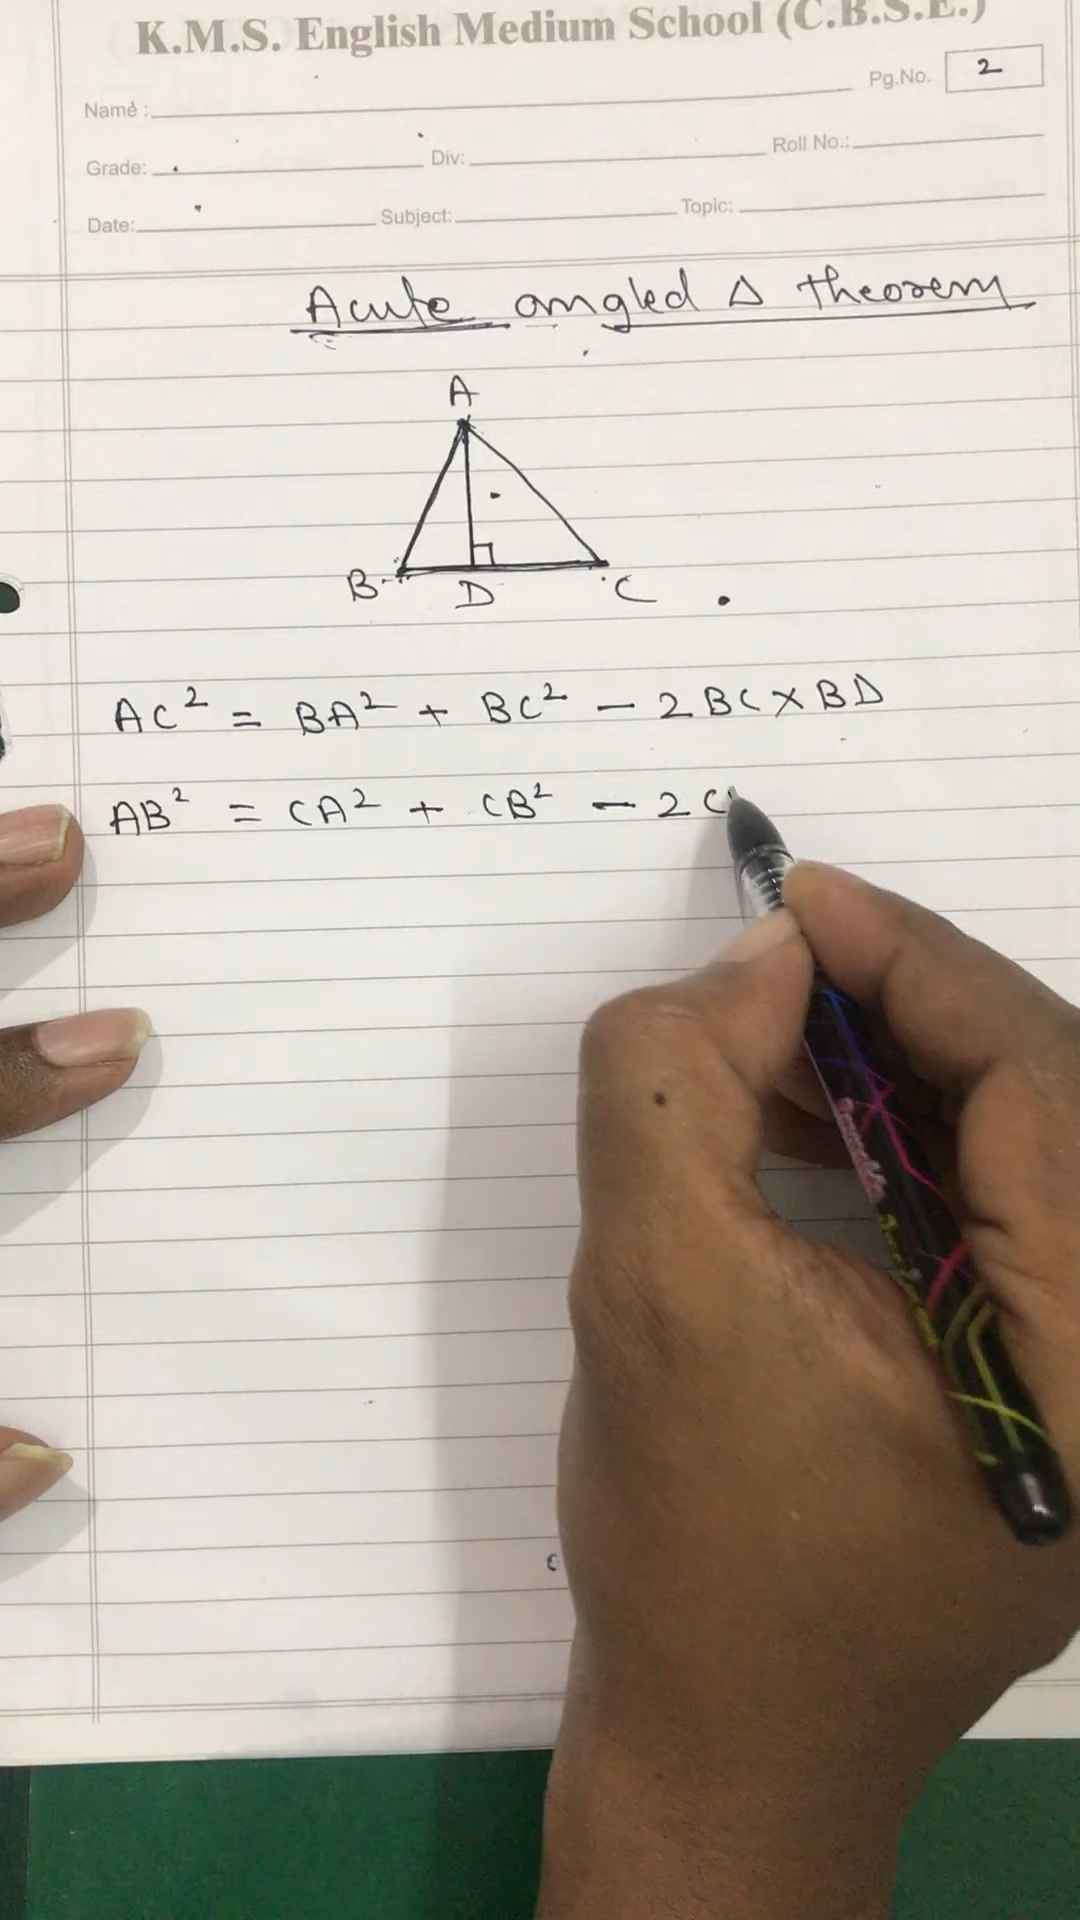 K.M.S. English Medium School (C.B.S.E.)
Pg.No. 2
Name :
Grade: Div: Roll No.:
Date: Subject: Topic:
Acute angled Δ theorem
A
B D C
AC² = BA² + BC² - 2BC×BD
AB² = CA² + CB² - 2C